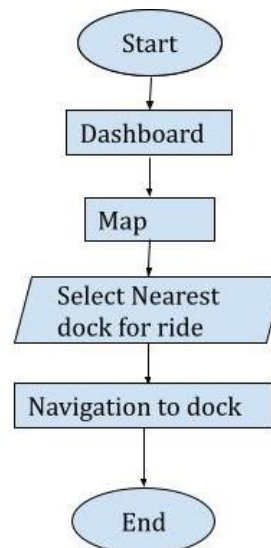 Start
Dashboard
Map
Select Nearest
dock for ride
Navigation to dock
End